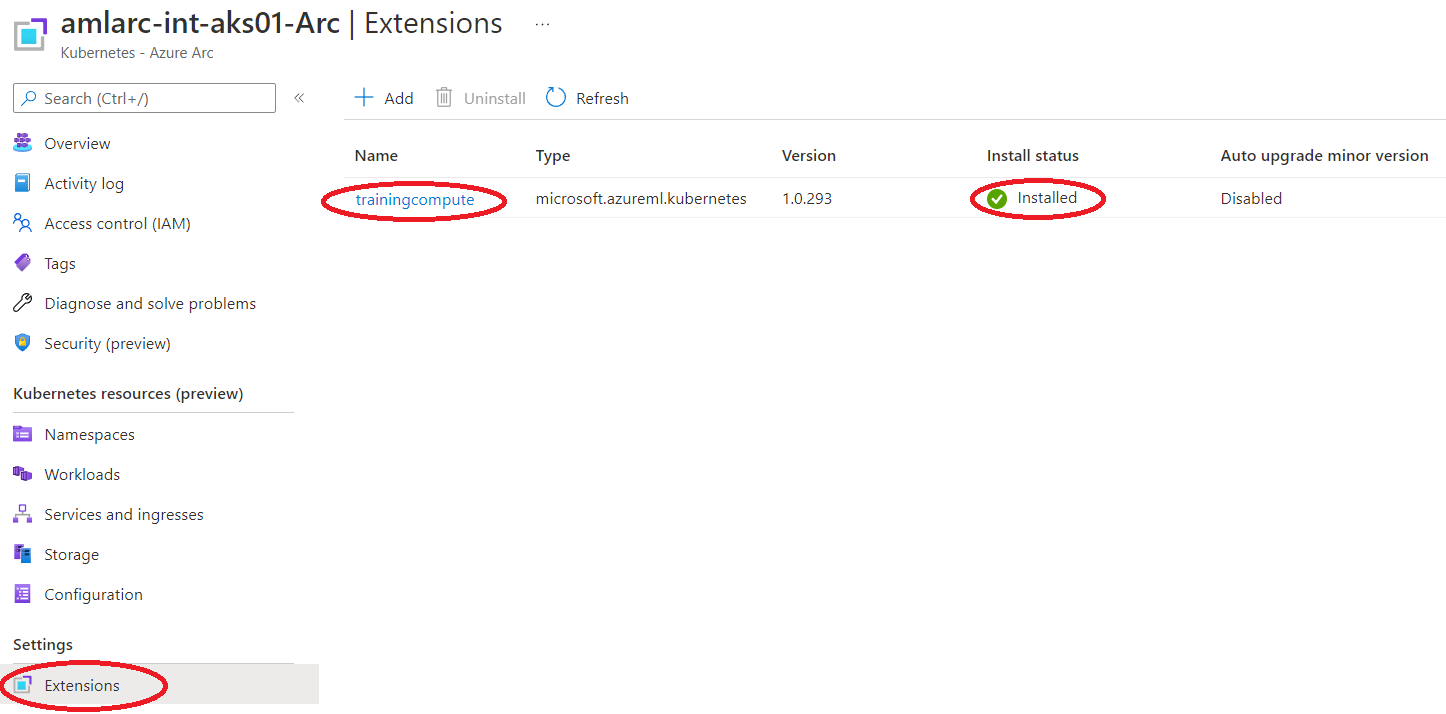 amlarc-int-aks01-Arc | Extensions ...
Kubernetes - Azure Arc
Search (Ctrl+/) «
Overview
Activity log
Access control (IAM)
Tags
Diagnose and solve problems
Security (preview)
Kubernetes resources (preview)
Namespaces
Workloads
Services and ingresses
Storage
Configuration
Settings
Extensions
Add Uninstall Refresh
Name Type Version Install status Auto upgrade minor version
trainingcompute microsoft.azureml.kubernetes 1.0.293 Installed Disabled